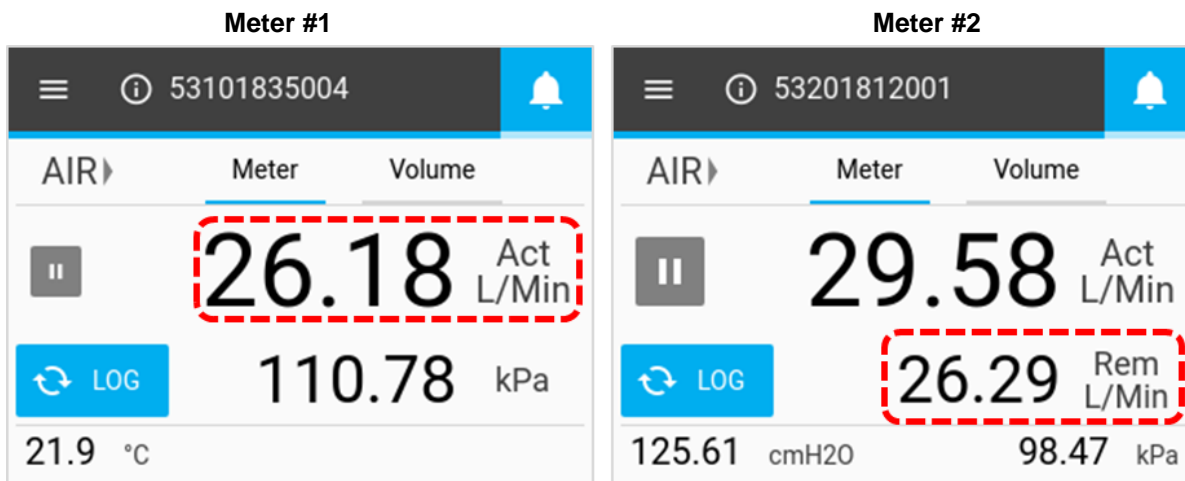 Meter #1
53101835004
AIR Meter Volume
26.18 Act L/Min
LOG 110.78 kPa
21.9 °C
Meter #2
53201812001
AIR Meter Volume
29.58 Act L/Min
LOG 26.29 Rem L/Min
125.61 cmH2O 98.47 kPa